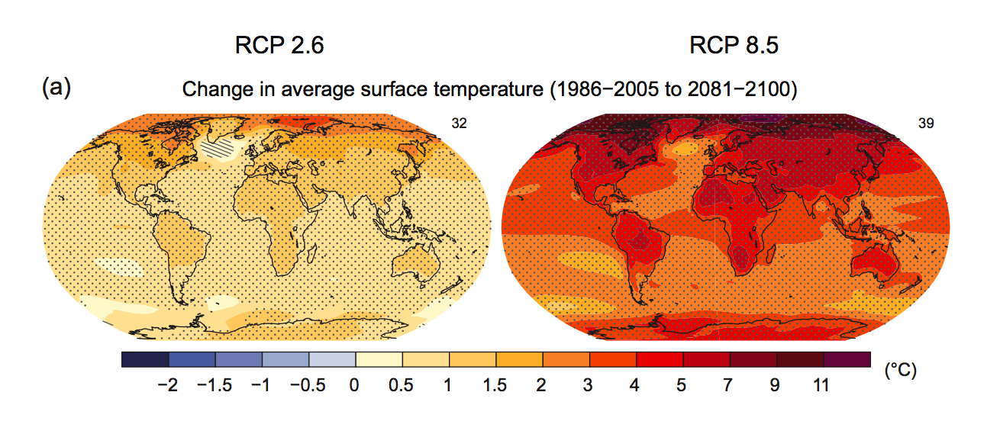 RCP 2.6 RCP 8.5
(a) Change in average surface temperature (1986−2005 to 2081−2100)
32 39
−2 −1.5 −1 −0.5 0 0.5 1 1.5 2 3 4 5 7 9 11 (°C)